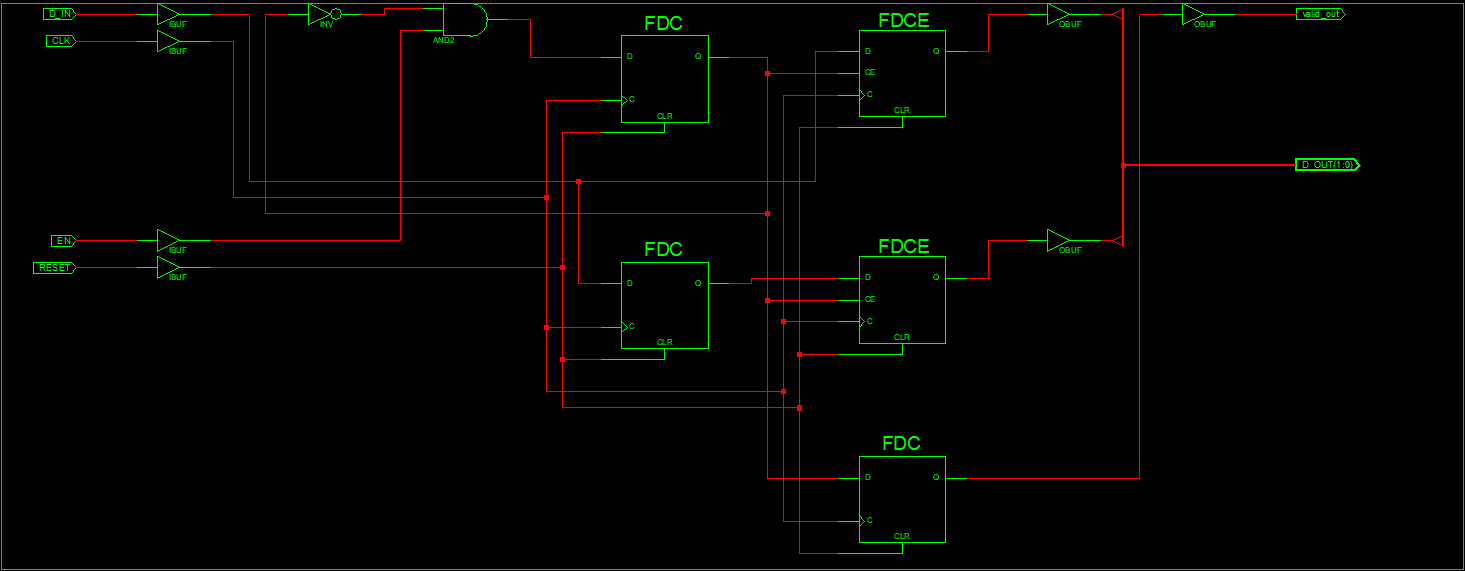 D_IN
IBUF
INV
AND2
FDC
FDCE
OBUF
OBUF
valid_out
CLK
IBUF
D
Q
C
CLR
D
Q
CE
C
CLR
D_OUT(1:0)
EN
IBUF
RESET
IBUF
FDC
D
Q
C
CLR
FDCE
D
Q
CE
C
CLR
OBUF
FDC
D
Q
C
CLR